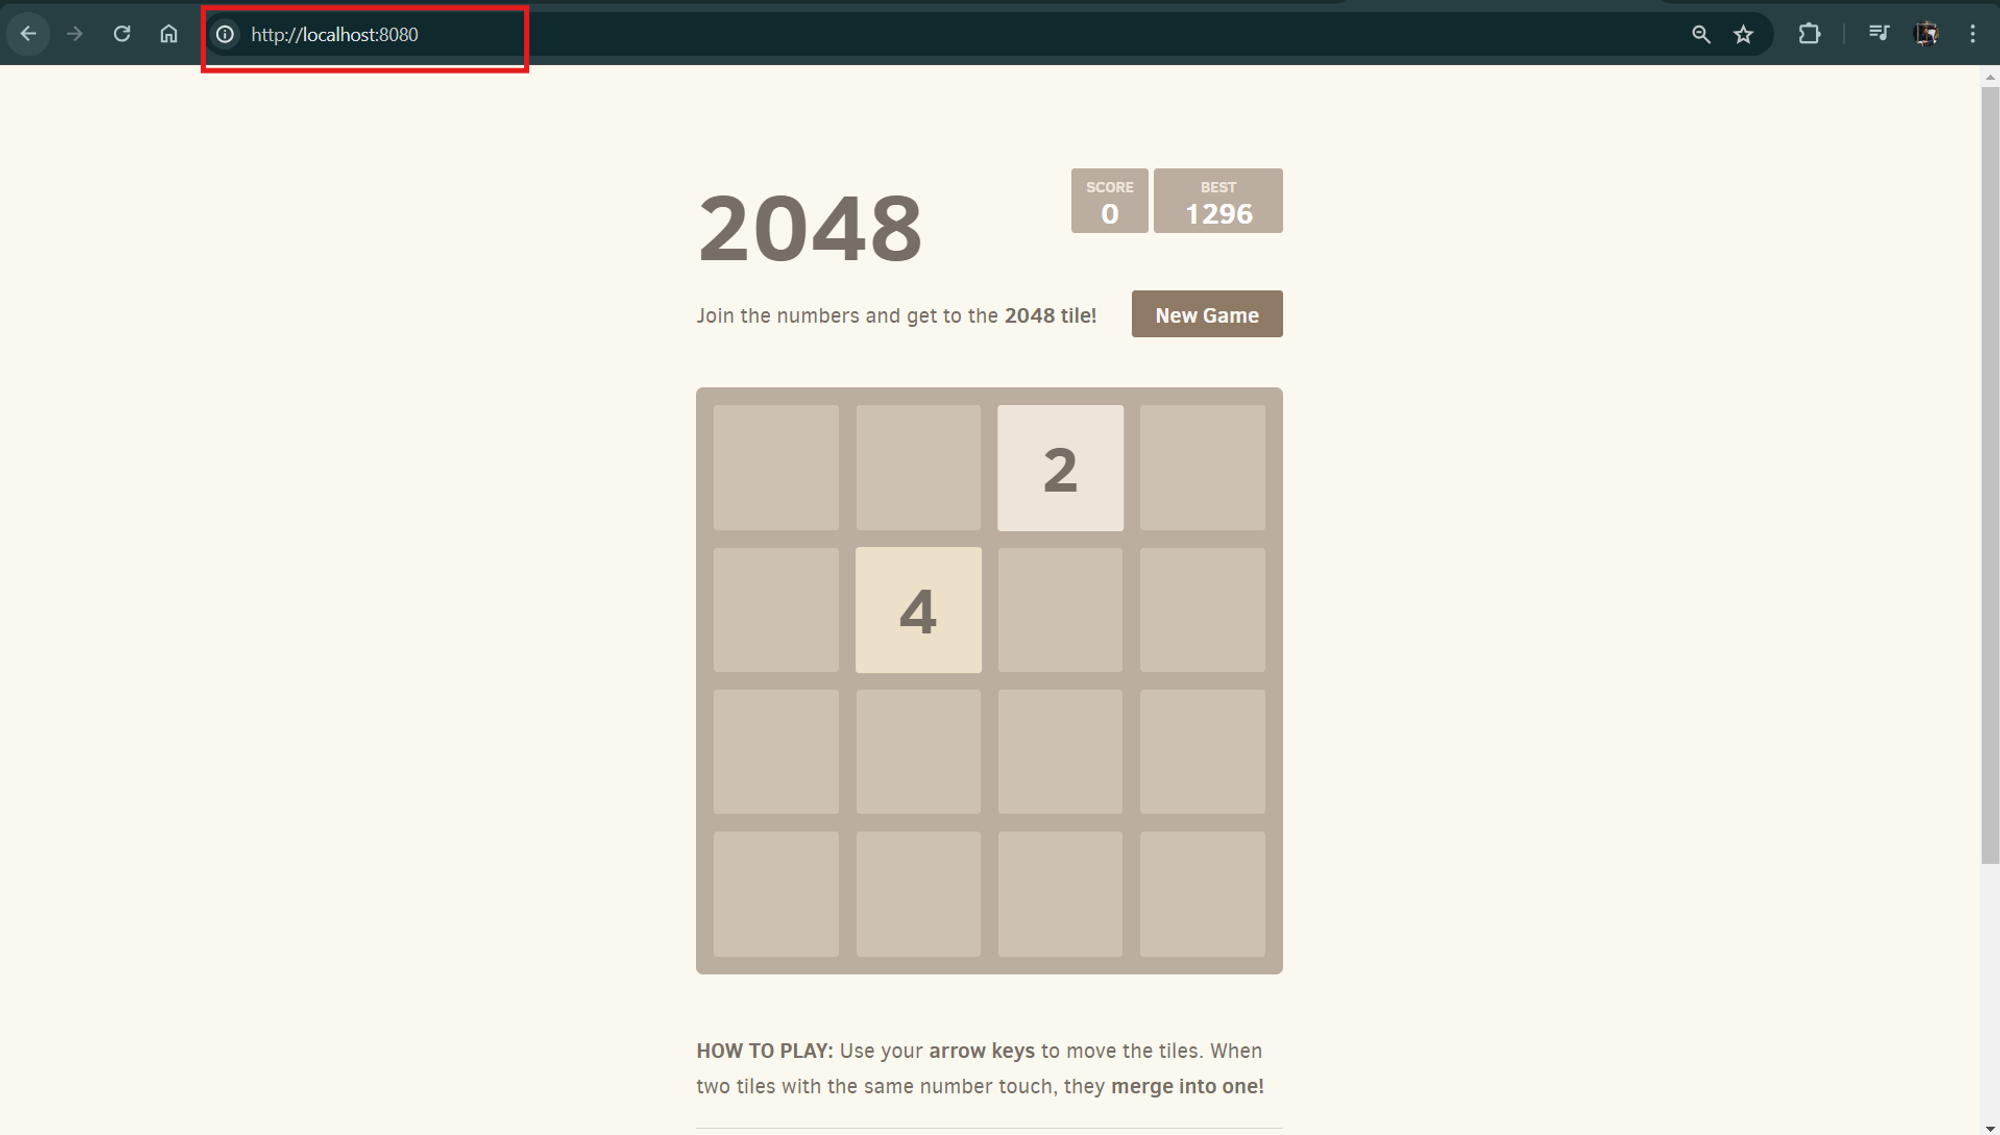 http://localhost:8080
2048
SCORE
0
BEST
1296
Join the numbers and get to the 2048 tile!
New Game
2
4
HOW TO PLAY: Use your arrow keys to move the tiles. When
two tiles with the same number touch, they merge into one!